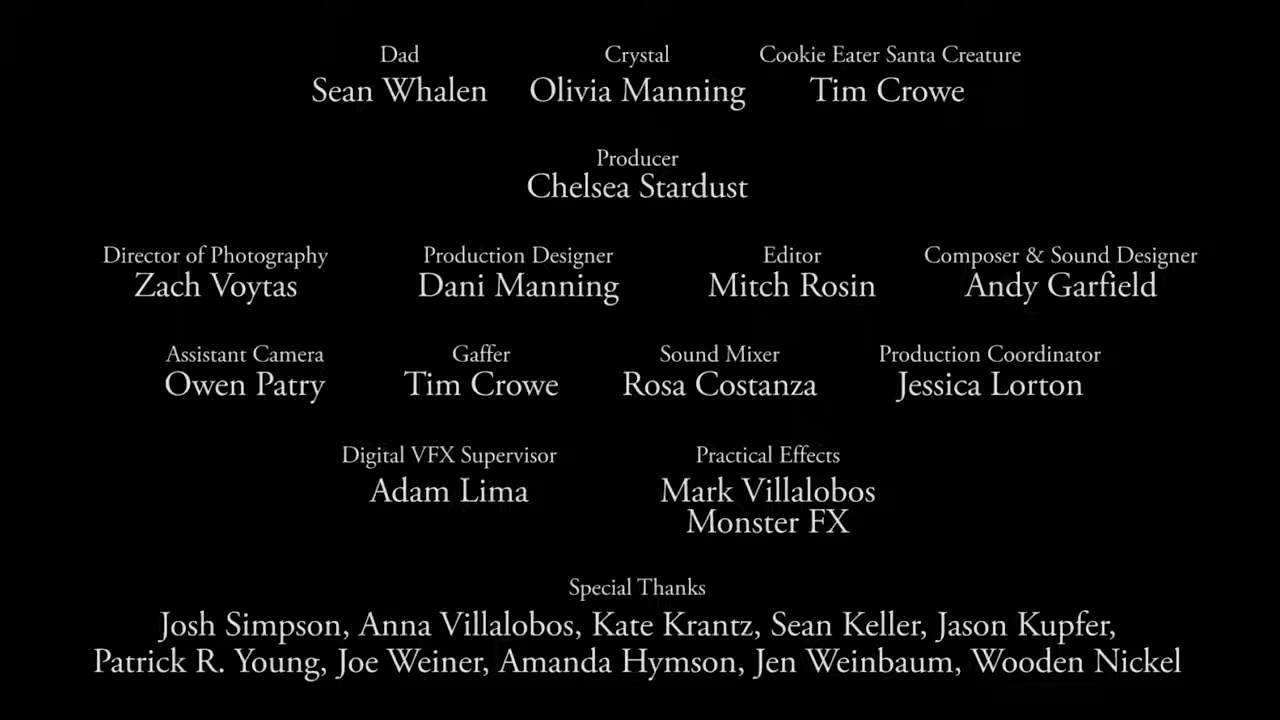 Dad Crystal Cookie Eater Santa Creature
Sean Whalen Olivia Manning Tim Crowe
Producer
Chelsea Stardust
Director of Photography Production Designer Editor Composer & Sound Designer
Zach Voytas Dani Manning Mitch Rosin Andy Garfield
Assistant Camera Gaffer Sound Mixer Production Coordinator
Owen Patry Tim Crowe Rosa Costanza Jessica Lorton
Digital VFX Supervisor Practical Effects
Adam Lima Mark Villalobos
Monster FX
Special Thanks
Josh Simpson, Anna Villalobos, Kate Krantz, Sean Keller, Jason Kupfer,
Patrick R. Young, Joe Weiner, Amanda Hymson, Jen Weinbaum, Wooden Nickel